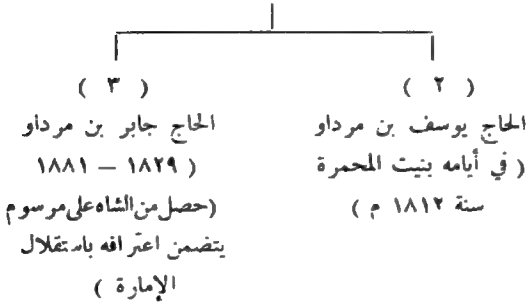 ( ٢ )
الحاج يوسف بن مرداو
( في أيامه بنيت المحمرة
سنة ١٨١٢ م )
( ٣ )
الحاج جابر بن مرداو
( ١٨٢٩ – ١٨٨١
(حصل من الشاه على مرسوم
يتضمن اعترافه باستقلال
الإمارة )